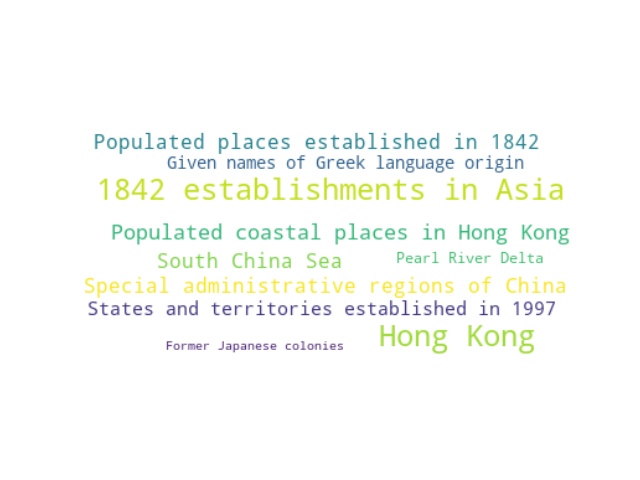 Populated places established in 1842
Given names of Greek language origin
1842 establishments in Asia
Populated coastal places in Hong Kong
South China Sea
Pearl River Delta
Special administrative regions of China
States and territories established in 1997
Former Japanese colonies
Hong Kong